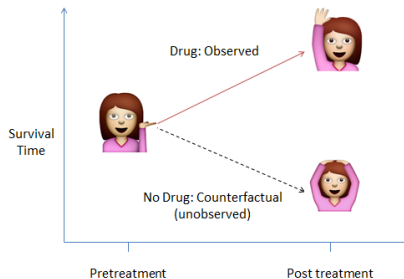 Drug: Observed
Survival
Time
No Drug: Counterfactual
(unobserved)
Pretreatment
Post treatment